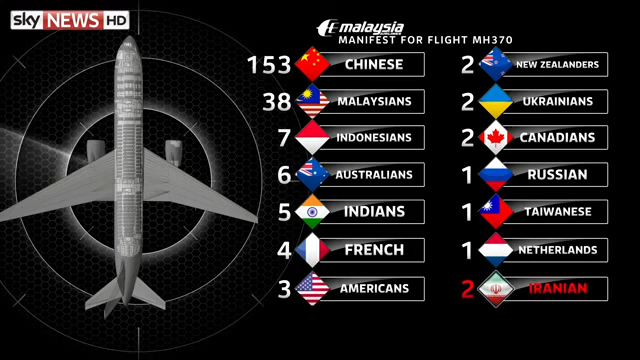 sky NEWS HD
malaysia
MANIFEST FOR FLIGHT MH370
153 CHINESE
38 MALAYSIANS
7 INDONESIANS
6 AUSTRALIANS
5 INDIANS
4 FRENCH
3 AMERICANS
2 NEW ZEALANDERS
2 UKRAINIANS
2 CANADIANS
1 RUSSIAN
1 TAIWANESE
1 NETHERLANDS
2 IRANIAN